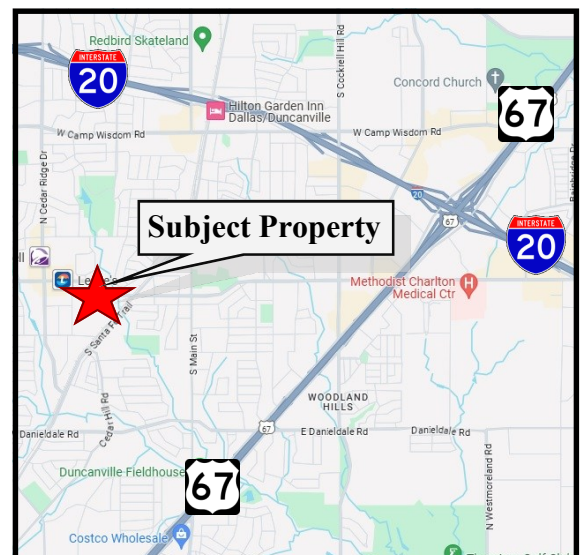 Redbird Skateland
INTERSTATE
20
S Cockrell Hill Rd
Concord Church
67
Hilton Garden Inn
Dallas/Duncanville
W Camp Wisdom Rd
W Camp Wisdom Rd
N Cedar Ridge Dr
20
67
INTERSTATE
20
Subject Property
Methodist Charlton
Medical Ctr
S Santa Fe Trail
S Main St
WOODLAND
HILLS
Cedar Hill Rd
67
Danieldale Rd
E Danieldale Rd
Danieldale Rd
Duncanville Fieldhouse
67
N Westmoreland Rd
Costco Wholesale